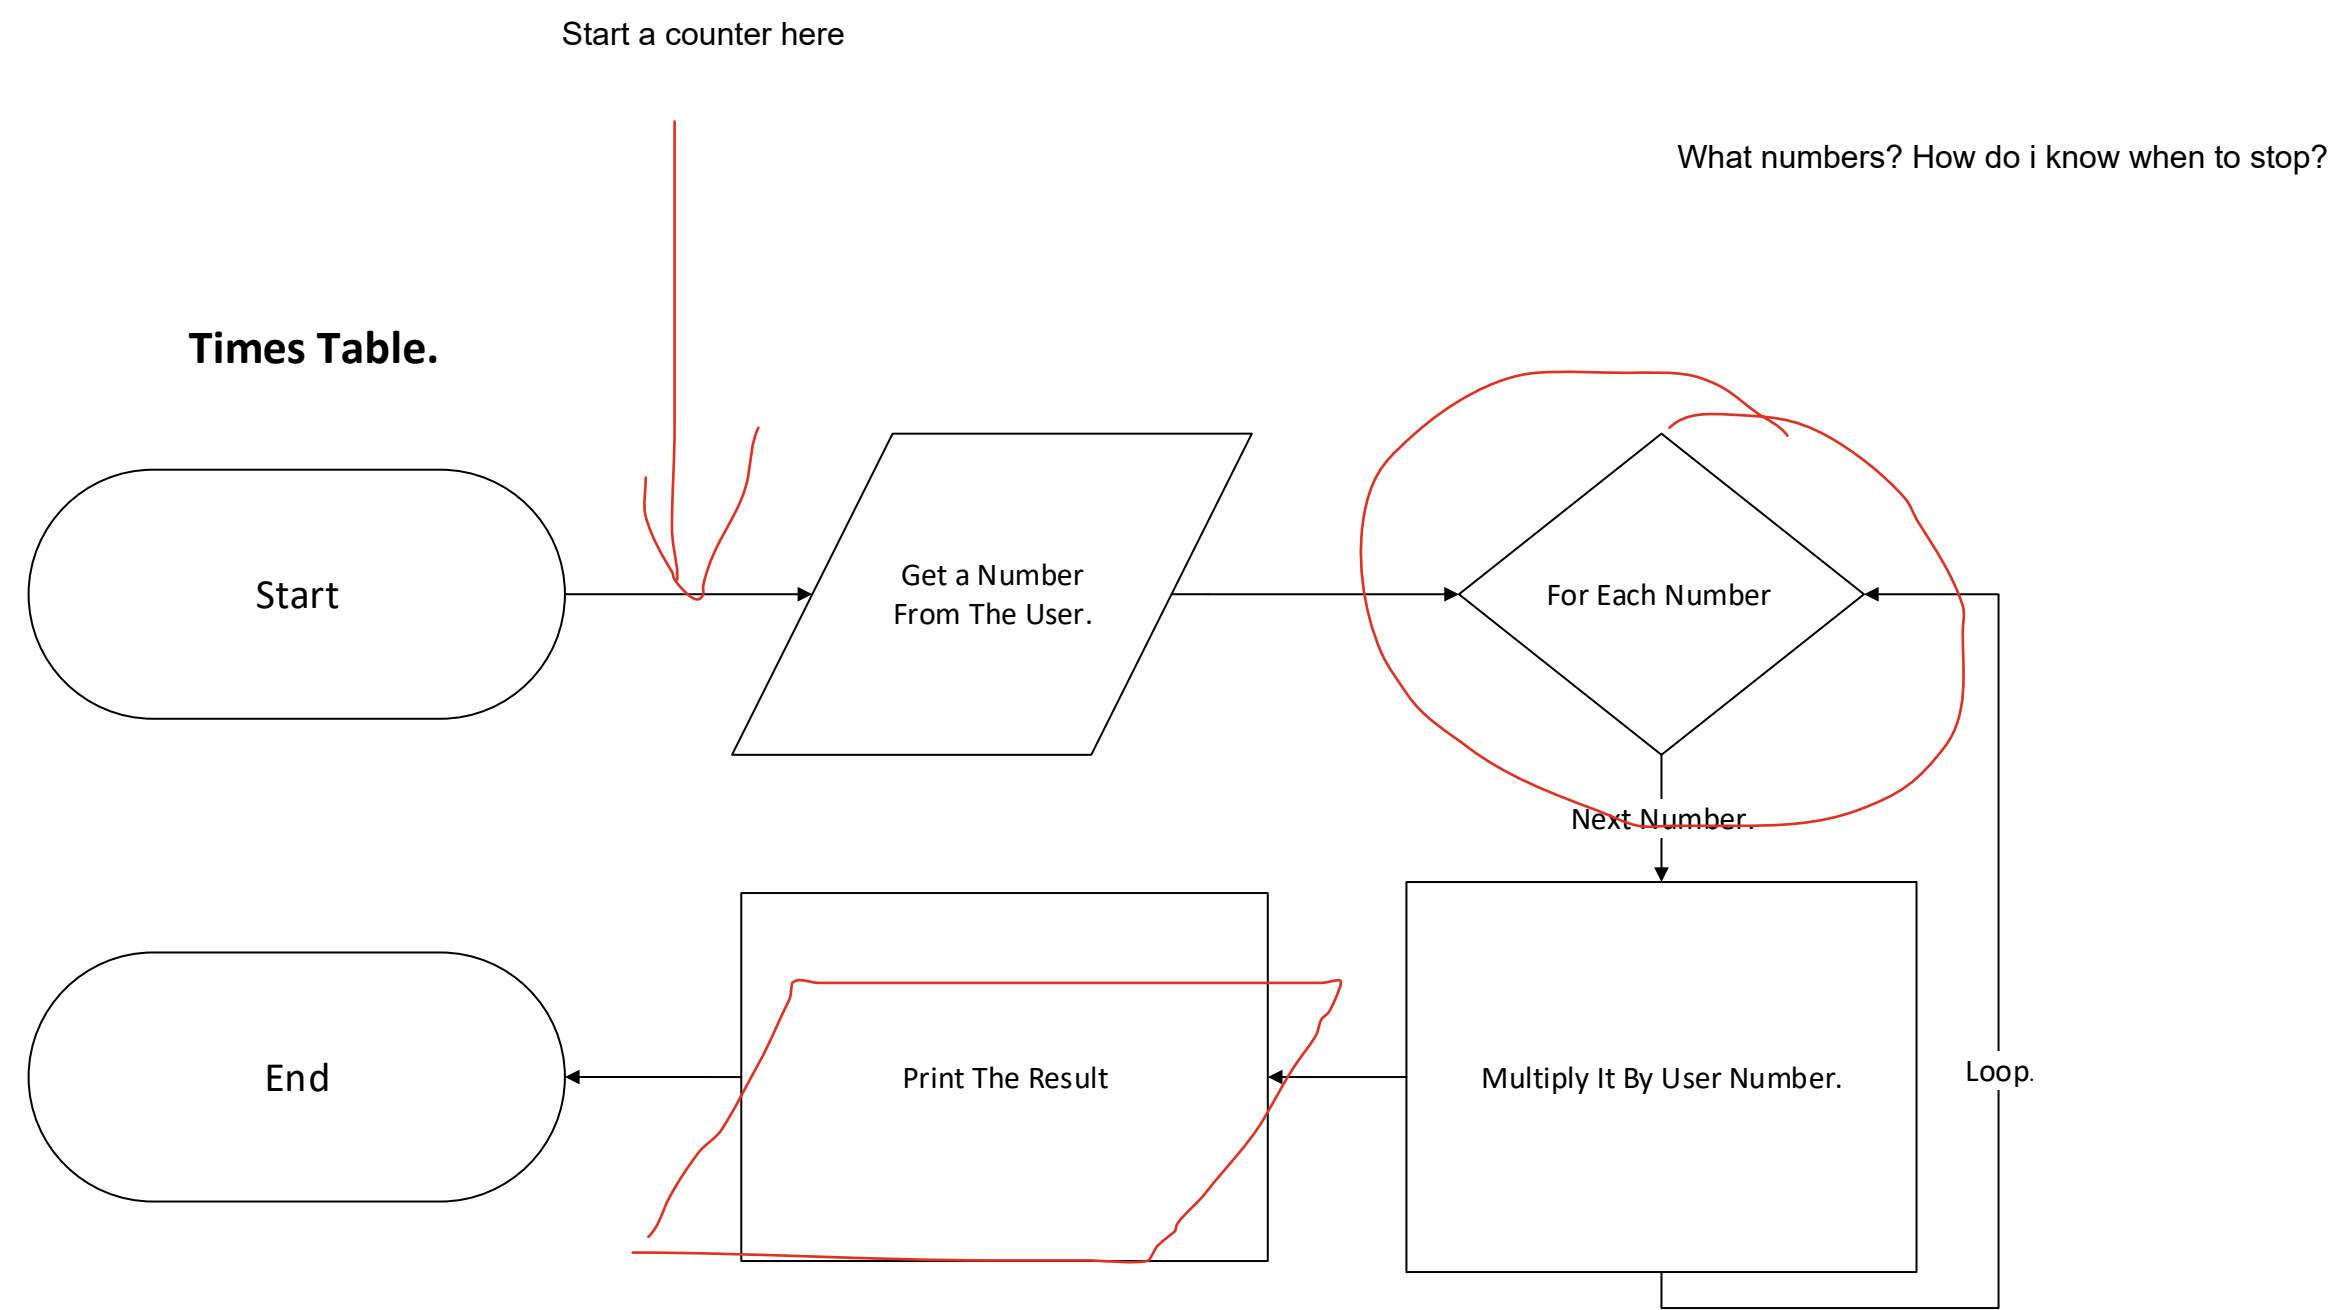 Start a counter here
What numbers? How do i know when to stop?
Times Table.
Start
Get a Number
From The User.
For Each Number
Next Number.
End
Print The Result
Multiply It By User Number.
Loop.